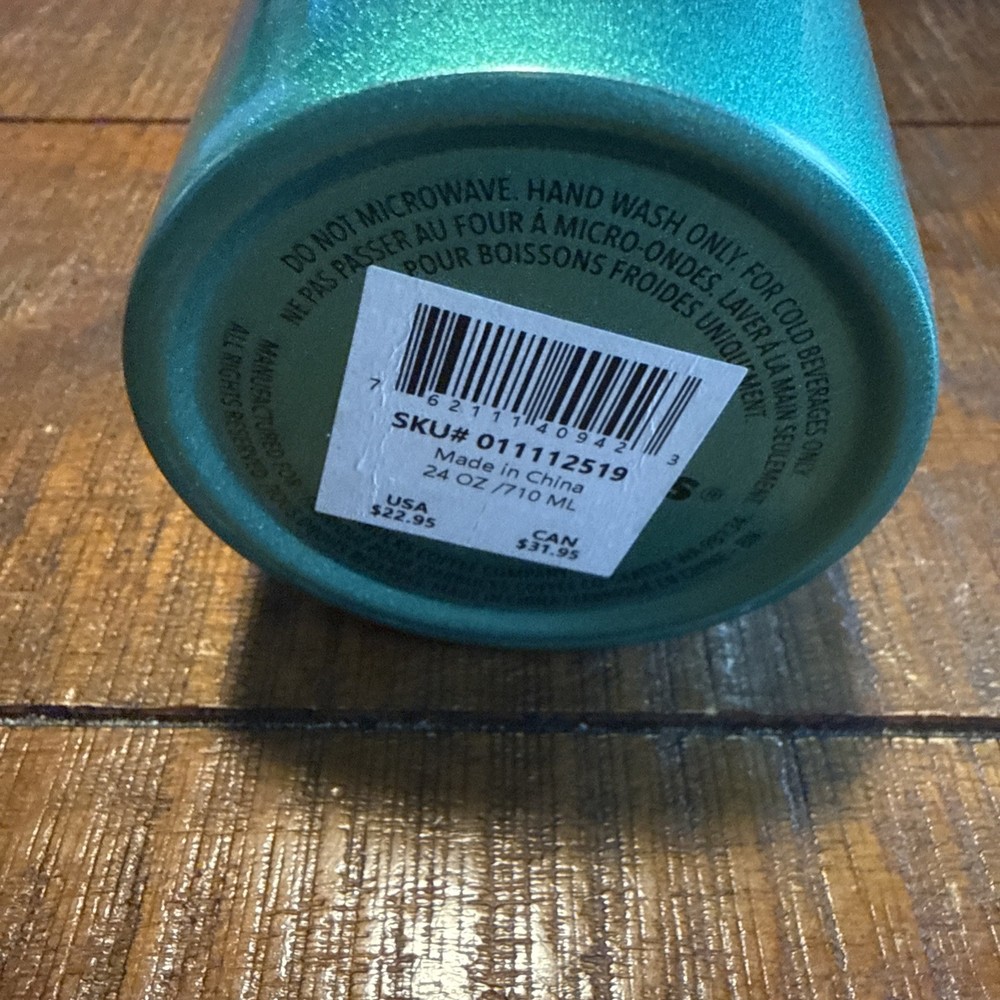 DO NOT MICROWAVE. HAND WASH ONLY. FOR COLD BEVERAGES ONLY.
NE PAS PASSER AU FOUR Á MICRO-ONDES. LAVER Á LA MAIN SEULEMENT
POUR BOISSONS FROIDES UNIQUEMENT.
7 62111 40942 3
SKU# 011112519
Made in China
24 OZ /710 ML
USA
$22.95
CAN
$31.95
S ®
MANUFACTURED FOR
ALL RIGHTS RESERVED.